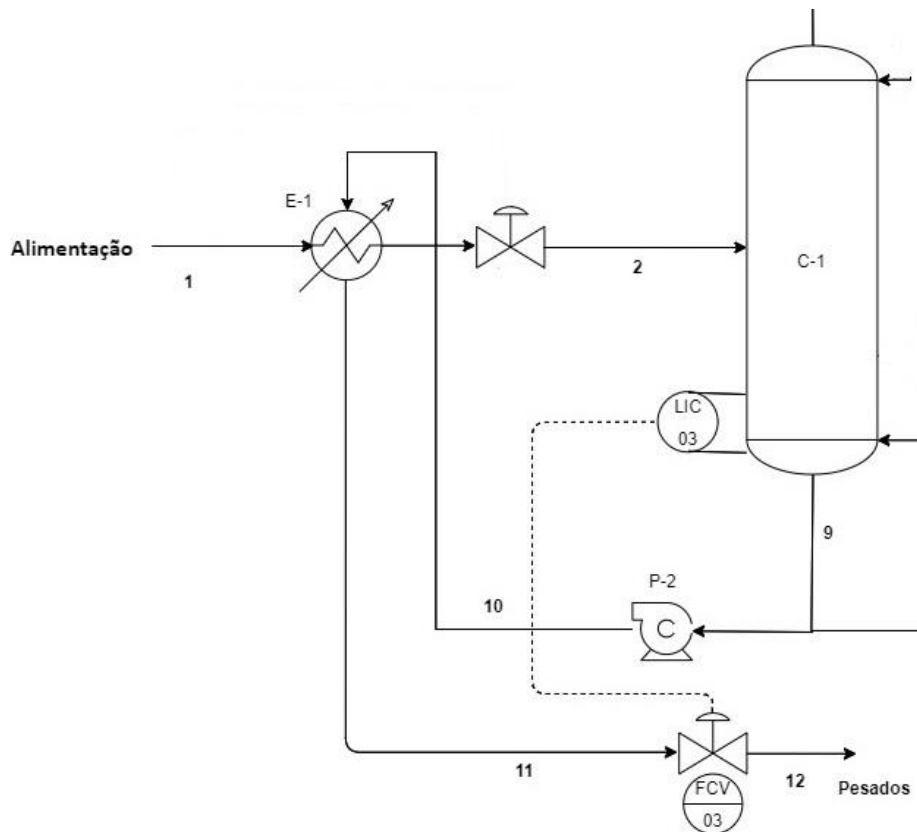 E-1
Alimentação
1
2
C-1
LIC
03
9
P-2
10
C
11
12
Pesados
FCV
03